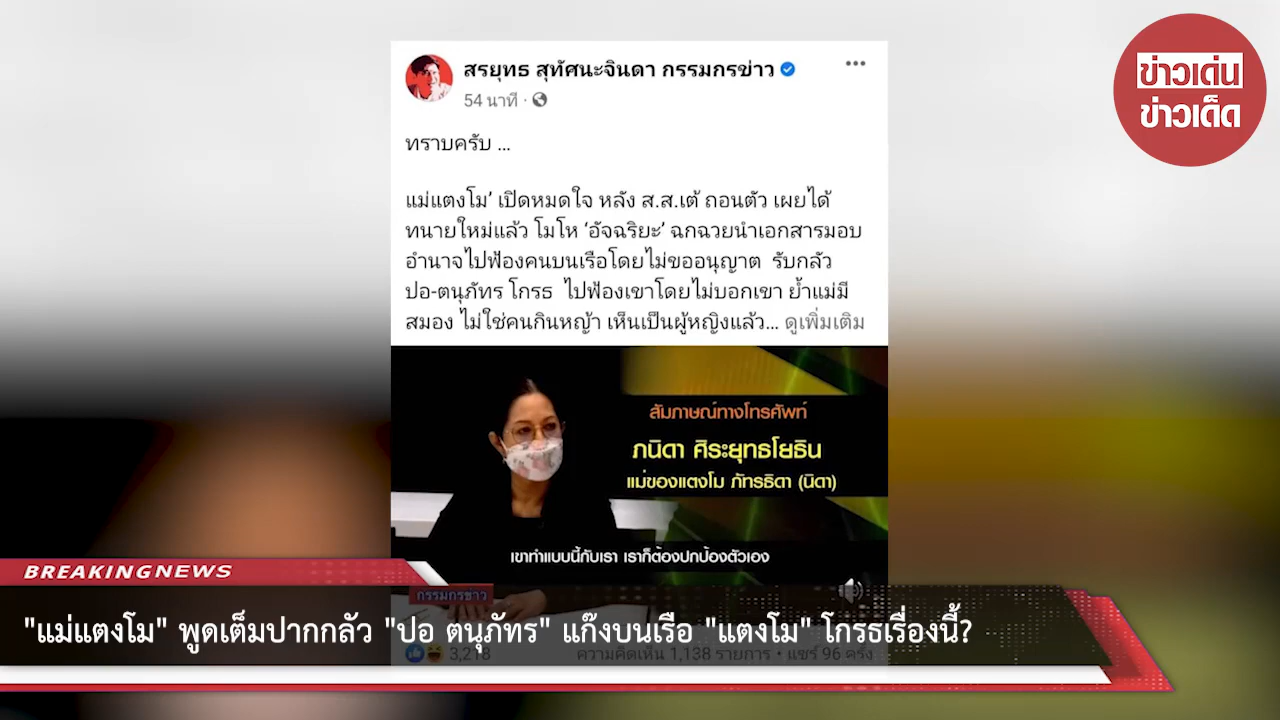 ข่าวเด่น
ข่าวเด็ด
สรยุทธ สุทัศนะจินดา กรรมกรข่าว
54 นาที ·
ทราบครับ ...
แม่แตงโม’ เปิดหมดใจ หลัง ส.ส.เต้ ถอนตัว เผยได้
ทนายใหม่แล้ว โมโห ‘อัจฉริยะ’ ฉกฉวยนำเอกสารมอบ
อำนาจไปฟ้องคนบนเรือโดยไม่ขออนุญาต  รับกลัว
ปอ-ตนุภัทร โกรธ  ไปฟ้องเขาโดยไม่บอกเขา ย้ำแม่มี
สมอง ไม่ใช่คนกินหญ้า เห็นเป็นผู้หญิงแล้ว... ดูเพิ่มเติม
สัมภาษณ์ทางโทรศัพท์
ภนิดา ศิระยุทธโยธิน
แม่ของแตงโม ภัทรธิดา (นิดา)
เขาทำแบบนี้กับเรา เราก็ต้องปกป้องตัวเอง
BREAKINGNEWS
กรรมกรข่าว
"แม่แตงโม" พูดเต็มปากกลัว "ปอ ตนุภัทร" แก๊งบนเรือ "แตงโม" โกรธเรื่องนี้?
3,218 ความคิดเห็น 1,138 รายการ • แชร์ 96 ครั้ง